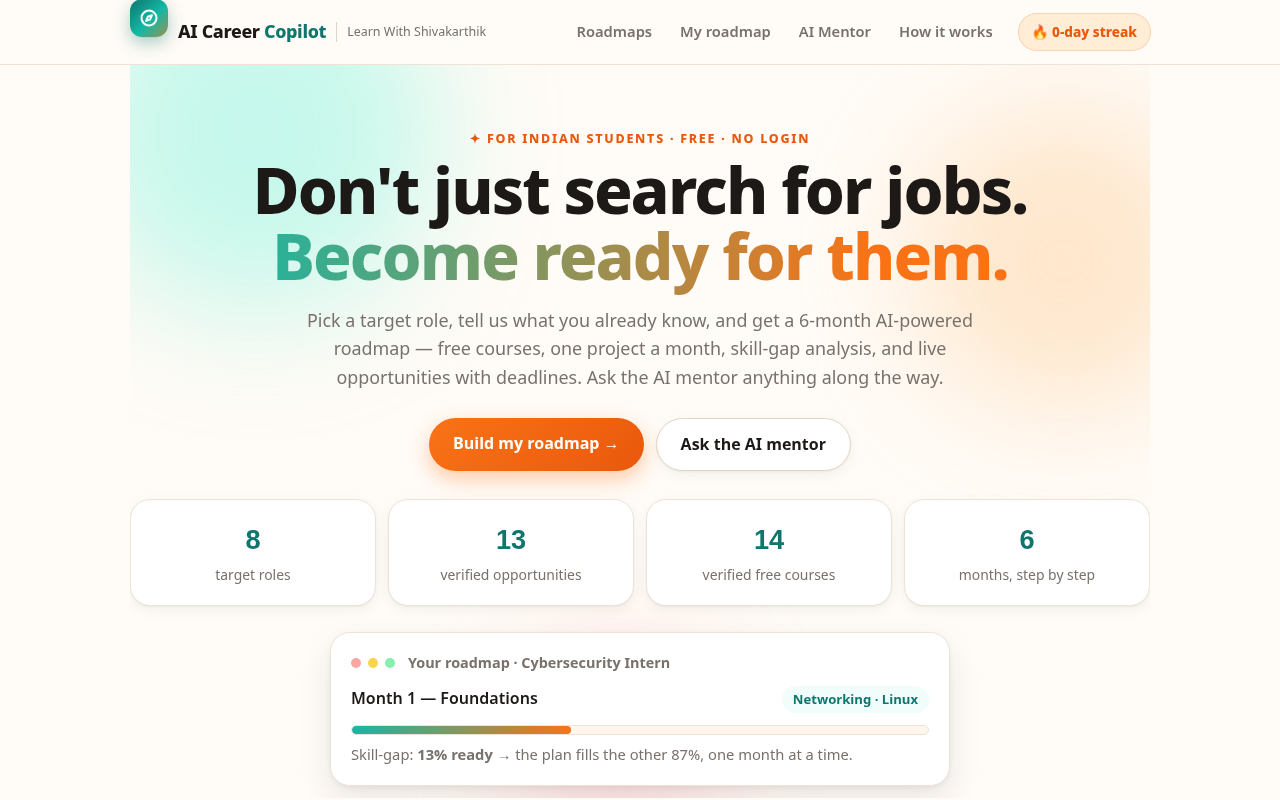 AI Career Copilot
Learn With Shivakarthik
Roadmaps
My roadmap
AI Mentor
How it works
🔥 0-day streak
✦ FOR INDIAN STUDENTS · FREE · NO LOGIN
Don't just search for jobs.
Become ready for them.
Pick a target role, tell us what you already know, and get a 6-month AI-powered
roadmap — free courses, one project a month, skill-gap analysis, and live
opportunities with deadlines. Ask the AI mentor anything along the way.
Build my roadmap →
Ask the AI mentor
8
target roles
13
verified opportunities
14
verified free courses
6
months, step by step
Your roadmap · Cybersecurity Intern
Month 1 — Foundations
Networking · Linux
Skill-gap: 13% ready → the plan fills the other 87%, one month at a time.